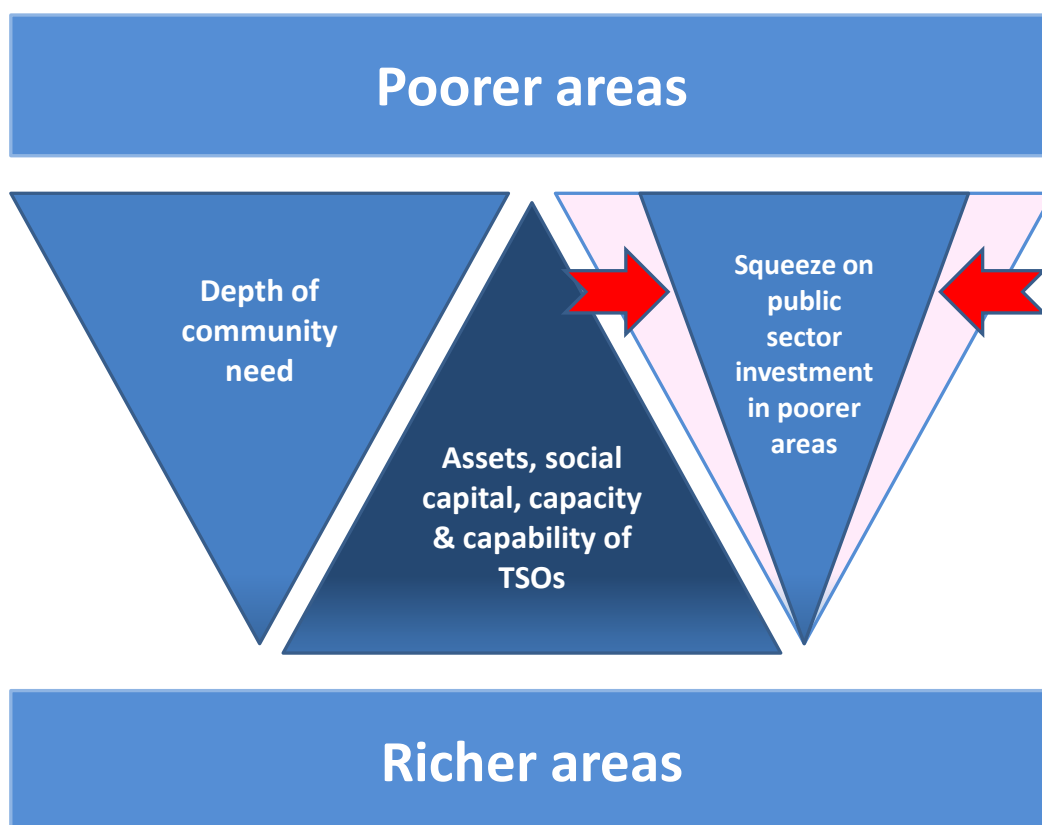 Poorer areas
Depth of
community
need
Assets, social
capital, capacity
& capability of
TSOs
Squeeze on
public
sector
investment
in poorer
areas
Richer areas